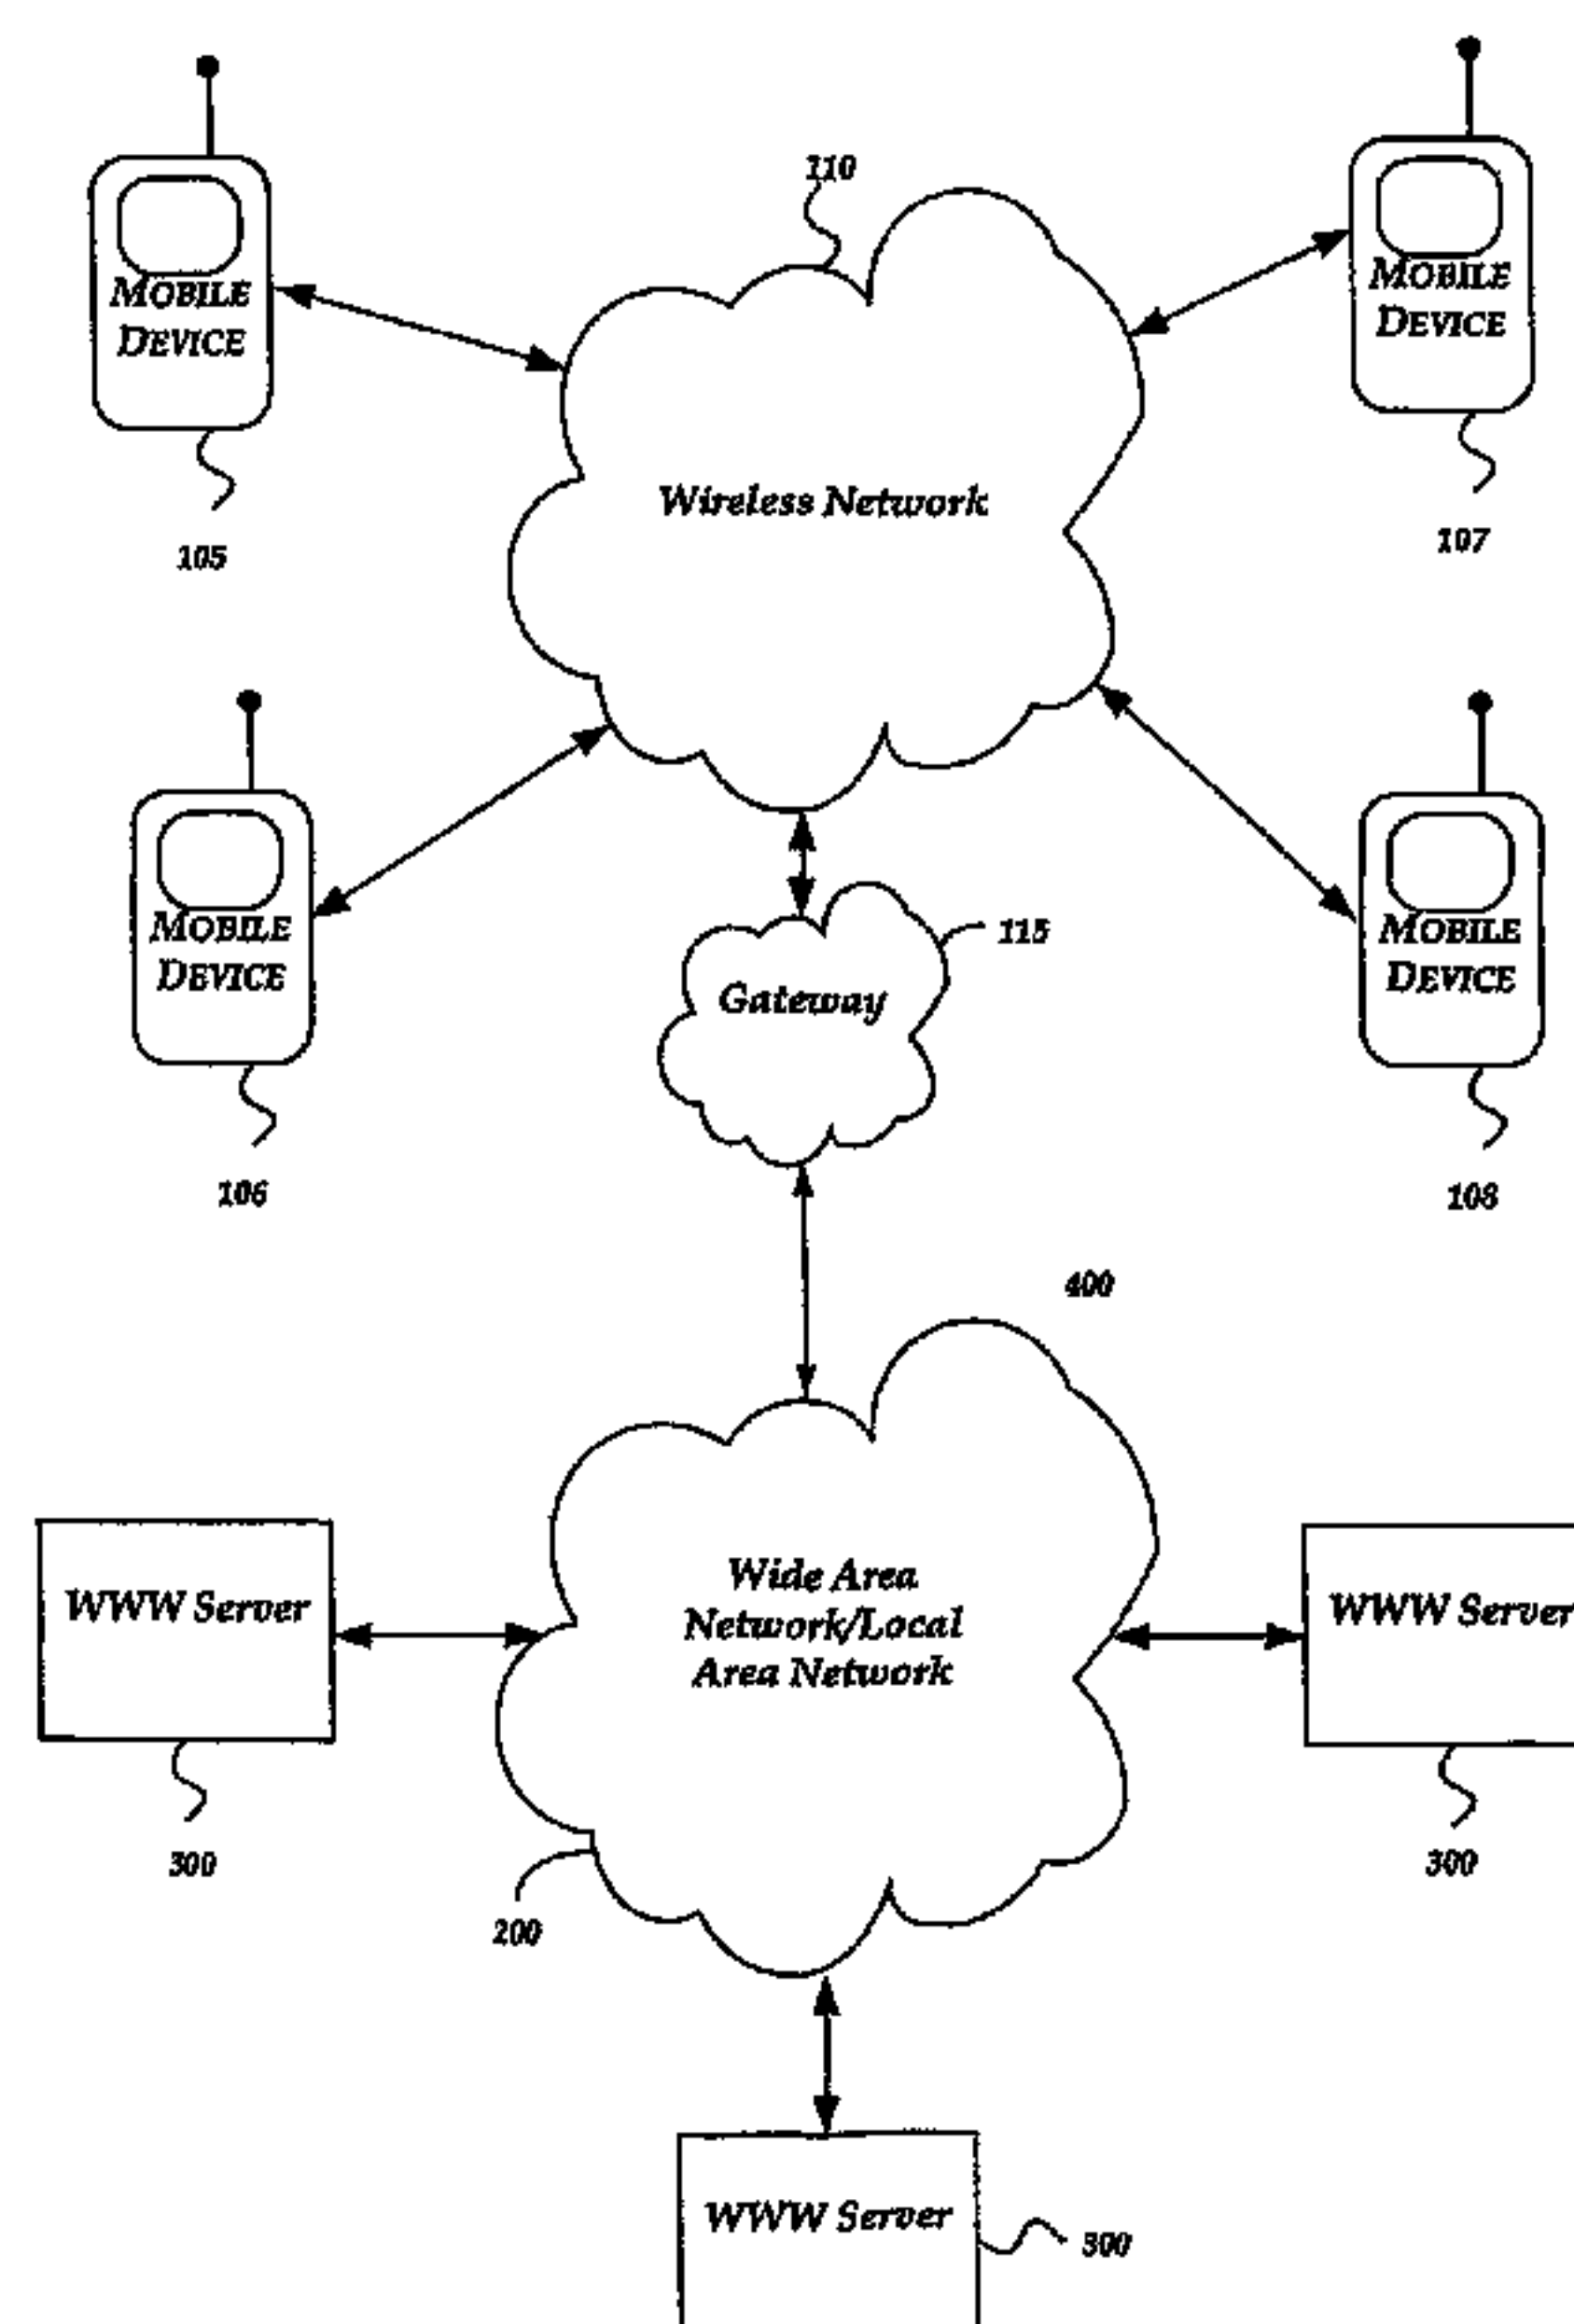 110
MOBILE
DEVICE
MOBILE
DEVICE
Wireless Network
105
107
MOBILE
DEVICE
115
MOBILE
DEVICE
Gateway
106
108
400
Wide Area
Network/Local
Area Network
WWW Server
WWW Server
300
300
200
WWW Server
300